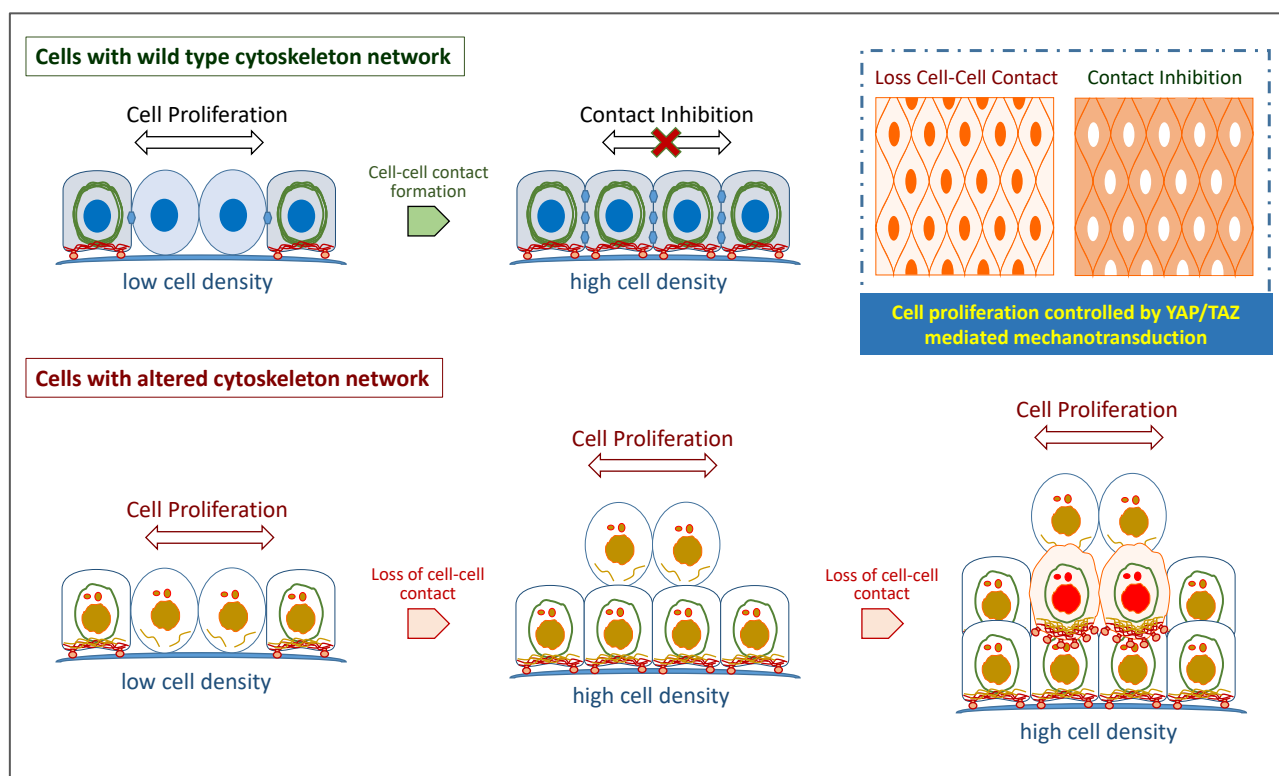 Cells with wild type cytoskeleton network
Cell Proliferation
Cell-cell contact
formation
low cell density
Contact Inhibition
high cell density
Loss Cell-Cell Contact
Contact Inhibition
Cell proliferation controlled by YAP/TAZ
mediated mechanotransduction
Cells with altered cytoskeleton network
Cell Proliferation
low cell density
Loss of cell-cell
contact
Cell Proliferation
high cell density
Loss of cell-cell
contact
Cell Proliferation
high cell density